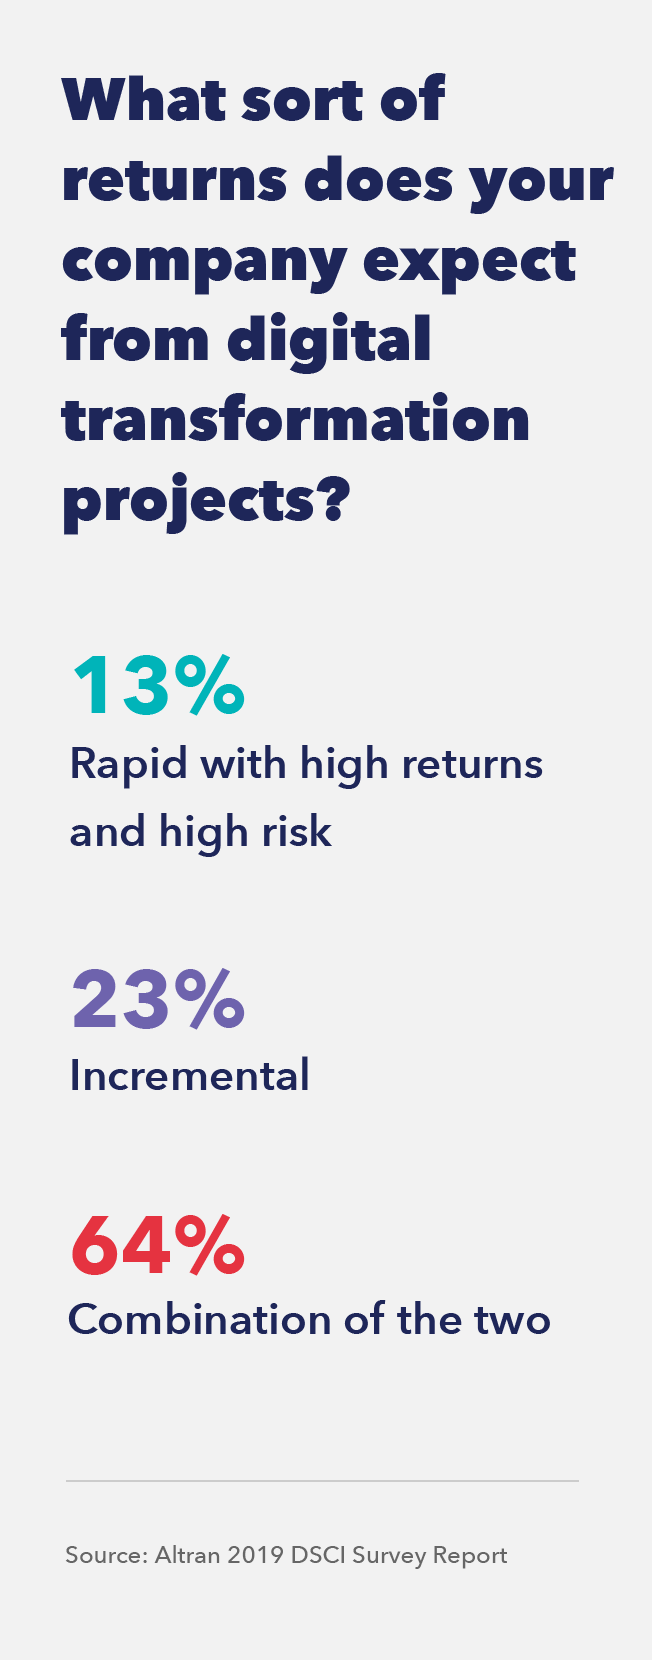 What sort of
returns does your
company expect
from digital
transformation
projects?
13%
Rapid with high returns
and high risk
23%
Incremental
64%
Combination of the two
Source: Altran 2019 DSCI Survey Report